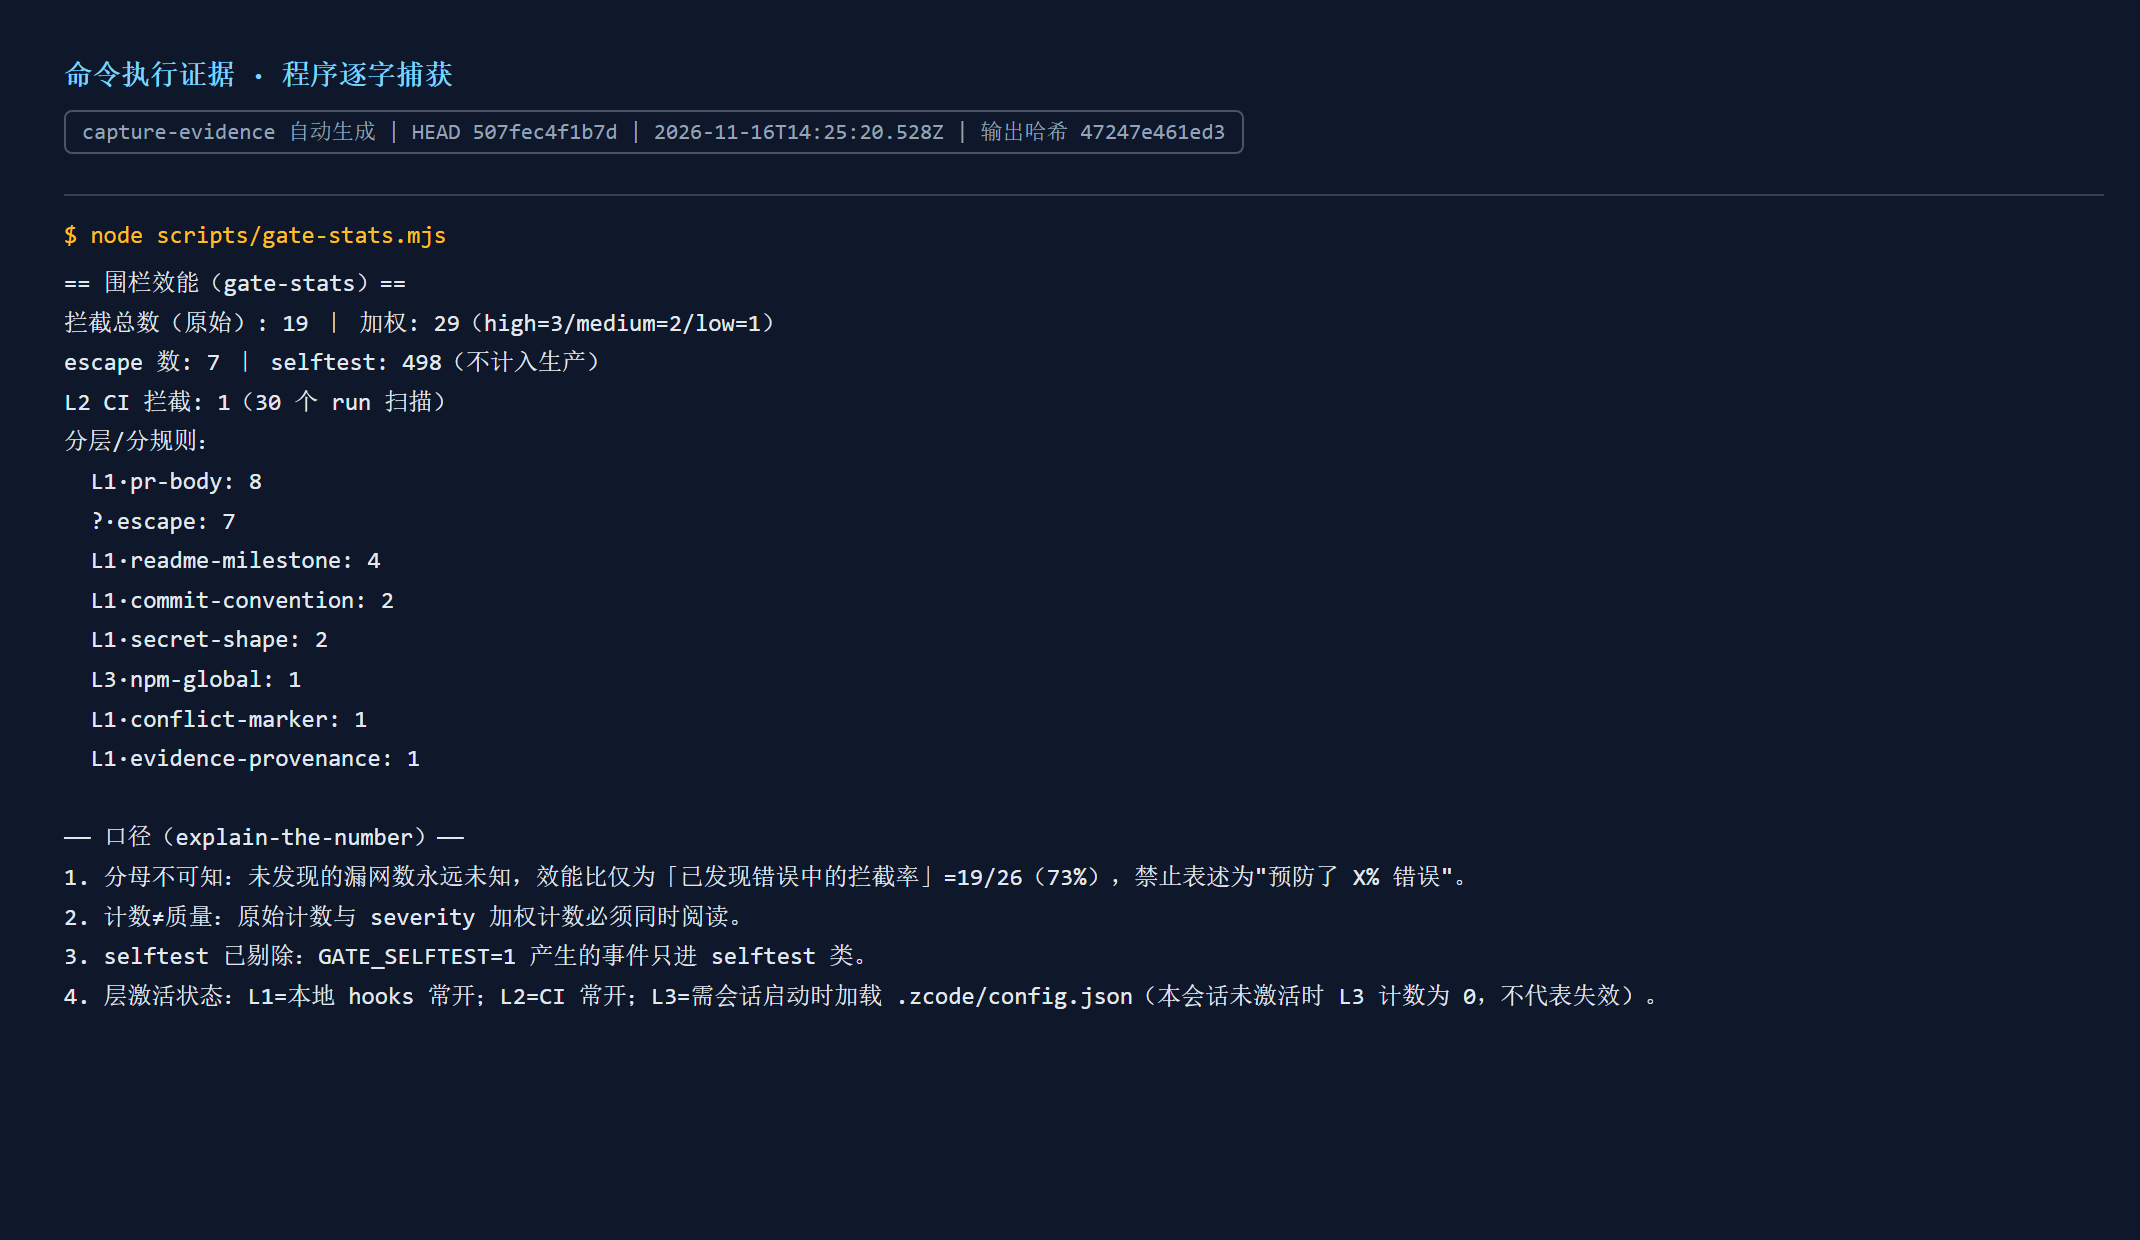 命令执行证据 · 程序逐字捕获
capture-evidence 自动生成 | HEAD 507fec4f1b7d | 2026-11-16T14:25:20.528Z | 输出哈希 47247e461ed3
$ node scripts/gate-stats.mjs
== 围栏效能（gate-stats）==
拦截总数（原始）: 19 ｜ 加权: 29（high=3/medium=2/low=1）
escape 数: 7 ｜ selftest: 498（不计入生产）
L2 CI 拦截: 1（30 个 run 扫描）
分层/分规则:
L1·pr-body: 8
?·escape: 7
L1·readme-milestone: 4
L1·commit-convention: 2
L1·secret-shape: 2
L3·npm-global: 1
L1·conflict-marker: 1
L1·evidence-provenance: 1
—— 口径（explain-the-number）——
1. 分母不可知：未发现的漏网数永远未知，效能比仅为「已发现错误中的拦截率」=19/26（73%），禁止表述为"预防了 X% 错误"。
2. 计数≠质量：原始计数与 severity 加权计数必须同时阅读。
3. selftest 已剔除：GATE_SELFTEST=1 产生的事件只进 selftest 类。
4. 层激活状态：L1=本地 hooks 常开；L2=CI 常开；L3=需会话启动时加载 .zcode/config.json（本会话未激活时 L3 计数为 0，不代表失效）。